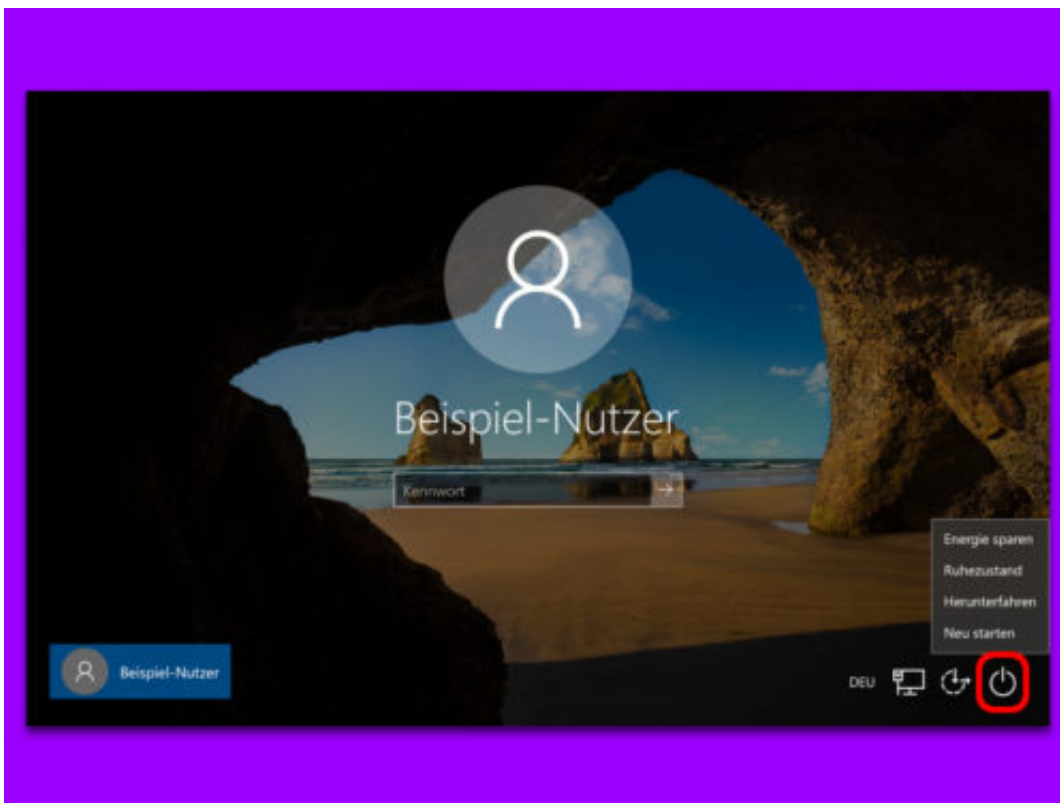 Beispiel-Nutzer
Kennwort
Energie sparen
Ruhezustand
Herunterfahren
Neu starten
Beispiel-Nutzer
DEU